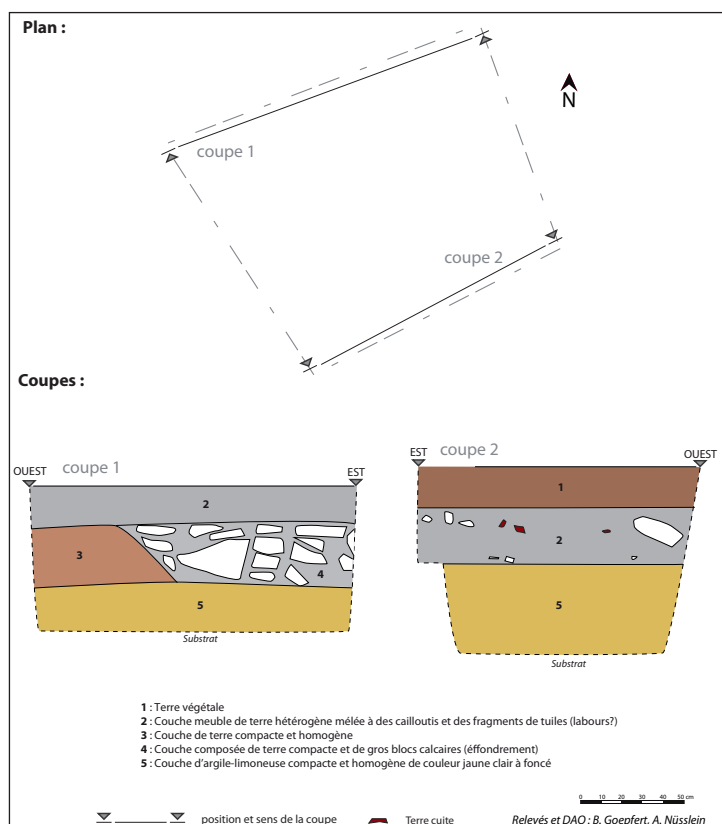 Plan :
N
coupe 1
coupe 2
Coupes :
OUEST coupe 1 EST
2
3
4
5
Substrat
EST coupe 2 OUEST
1
2
5
Substrat
1 : Terre végétale
2 : Couche meuble de terre hétérogène mélée à des cailloutis et des fragments de tuiles (labours?)
3 : Couche de terre compacte et homogène
4 : Couche composée de terre compacte et de gros blocs calcaires (éffondrement)
5 : Couche d'argile-limoneuse compacte et homogène de couleur jaune clair à foncé
0 10 20 30 40 50 cm
position et sens de la coupe
Terre cuite
Relevés et DAO : B. Goepfert, A. Nüsslein